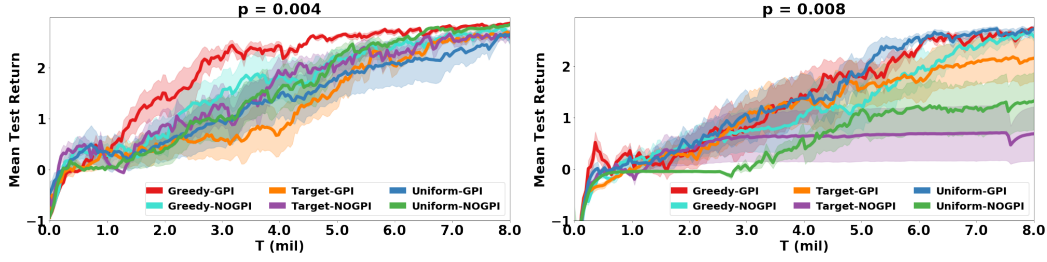 p = 0.004
Mean Test Return
2
1
0
−1
0.0 1.0 2.0 3.0 4.0 5.0 6.0 7.0 8.0
T (mil)
Greedy-GPI Target-GPI Uniform-GPI
Greedy-NOGPI Target-NOGPI Uniform-NOGPI
p = 0.008
Mean Test Return
2
1
0
−1
0.0 1.0 2.0 3.0 4.0 5.0 6.0 7.0 8.0
T (mil)
Greedy-GPI Target-GPI Uniform-GPI
Greedy-NOGPI Target-NOGPI Uniform-NOGPI